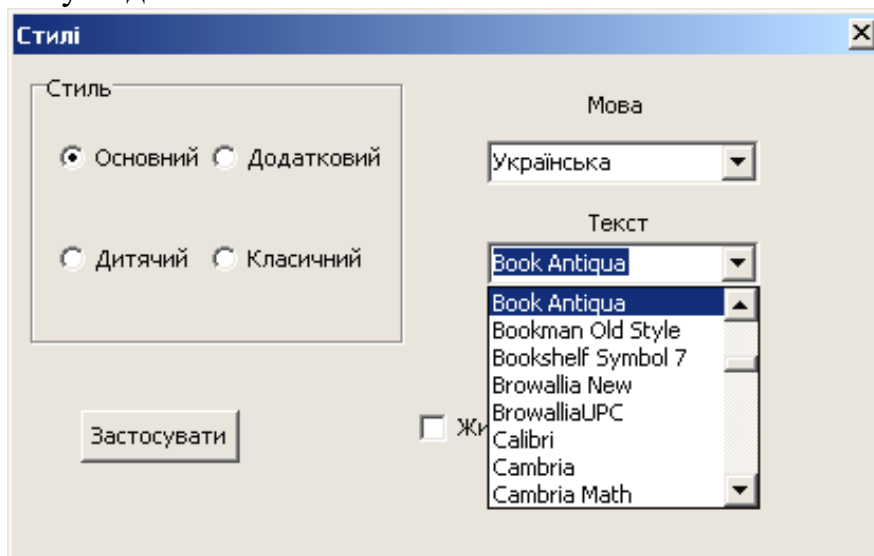 Стилі
Стиль
Основний Додатковий
Дитячий Класичний
Застосувати
Мова
Українська
Текст
Book Antiqua
Book Antiqua
Bookman Old Style
Bookshelf Symbol 7
Browallia New
BrowalliaUPC
Calibri
Cambria
Cambria Math